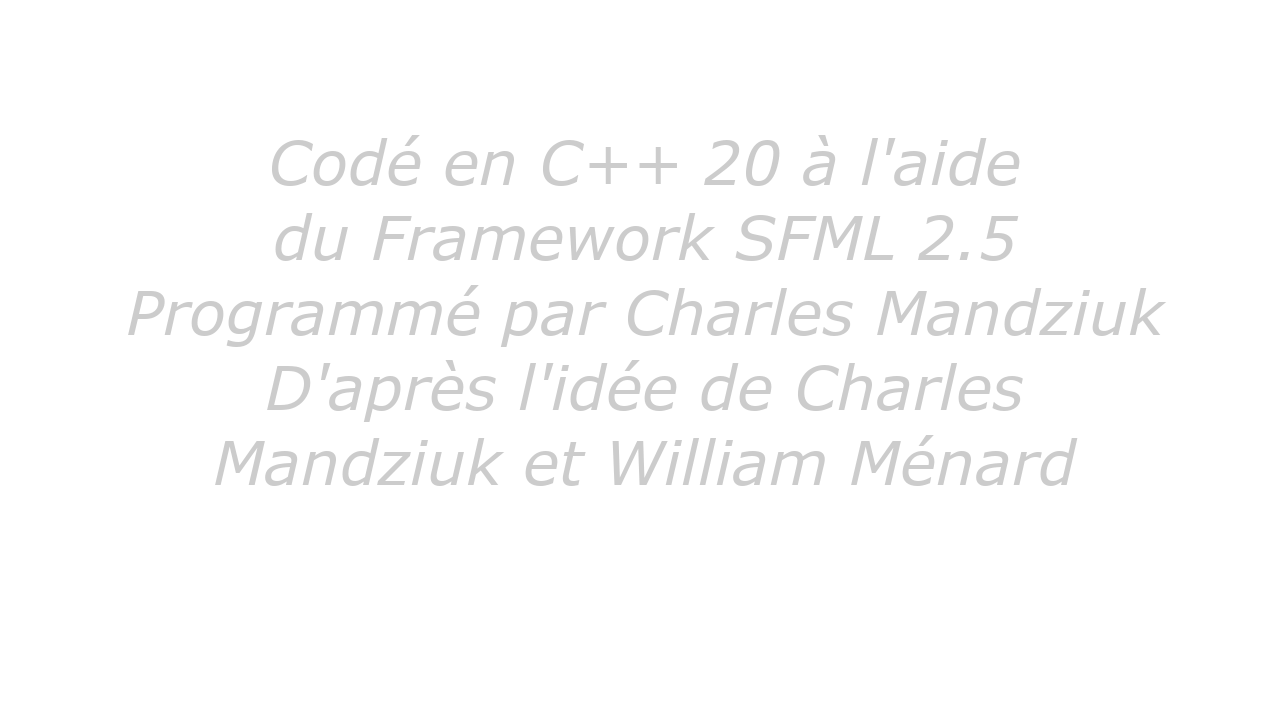 Codé en C++ 20 à l'aide
du Framework SFML 2.5
Programmé par Charles Mandziuk
D'après l'idée de Charles
Mandziuk et William Ménard